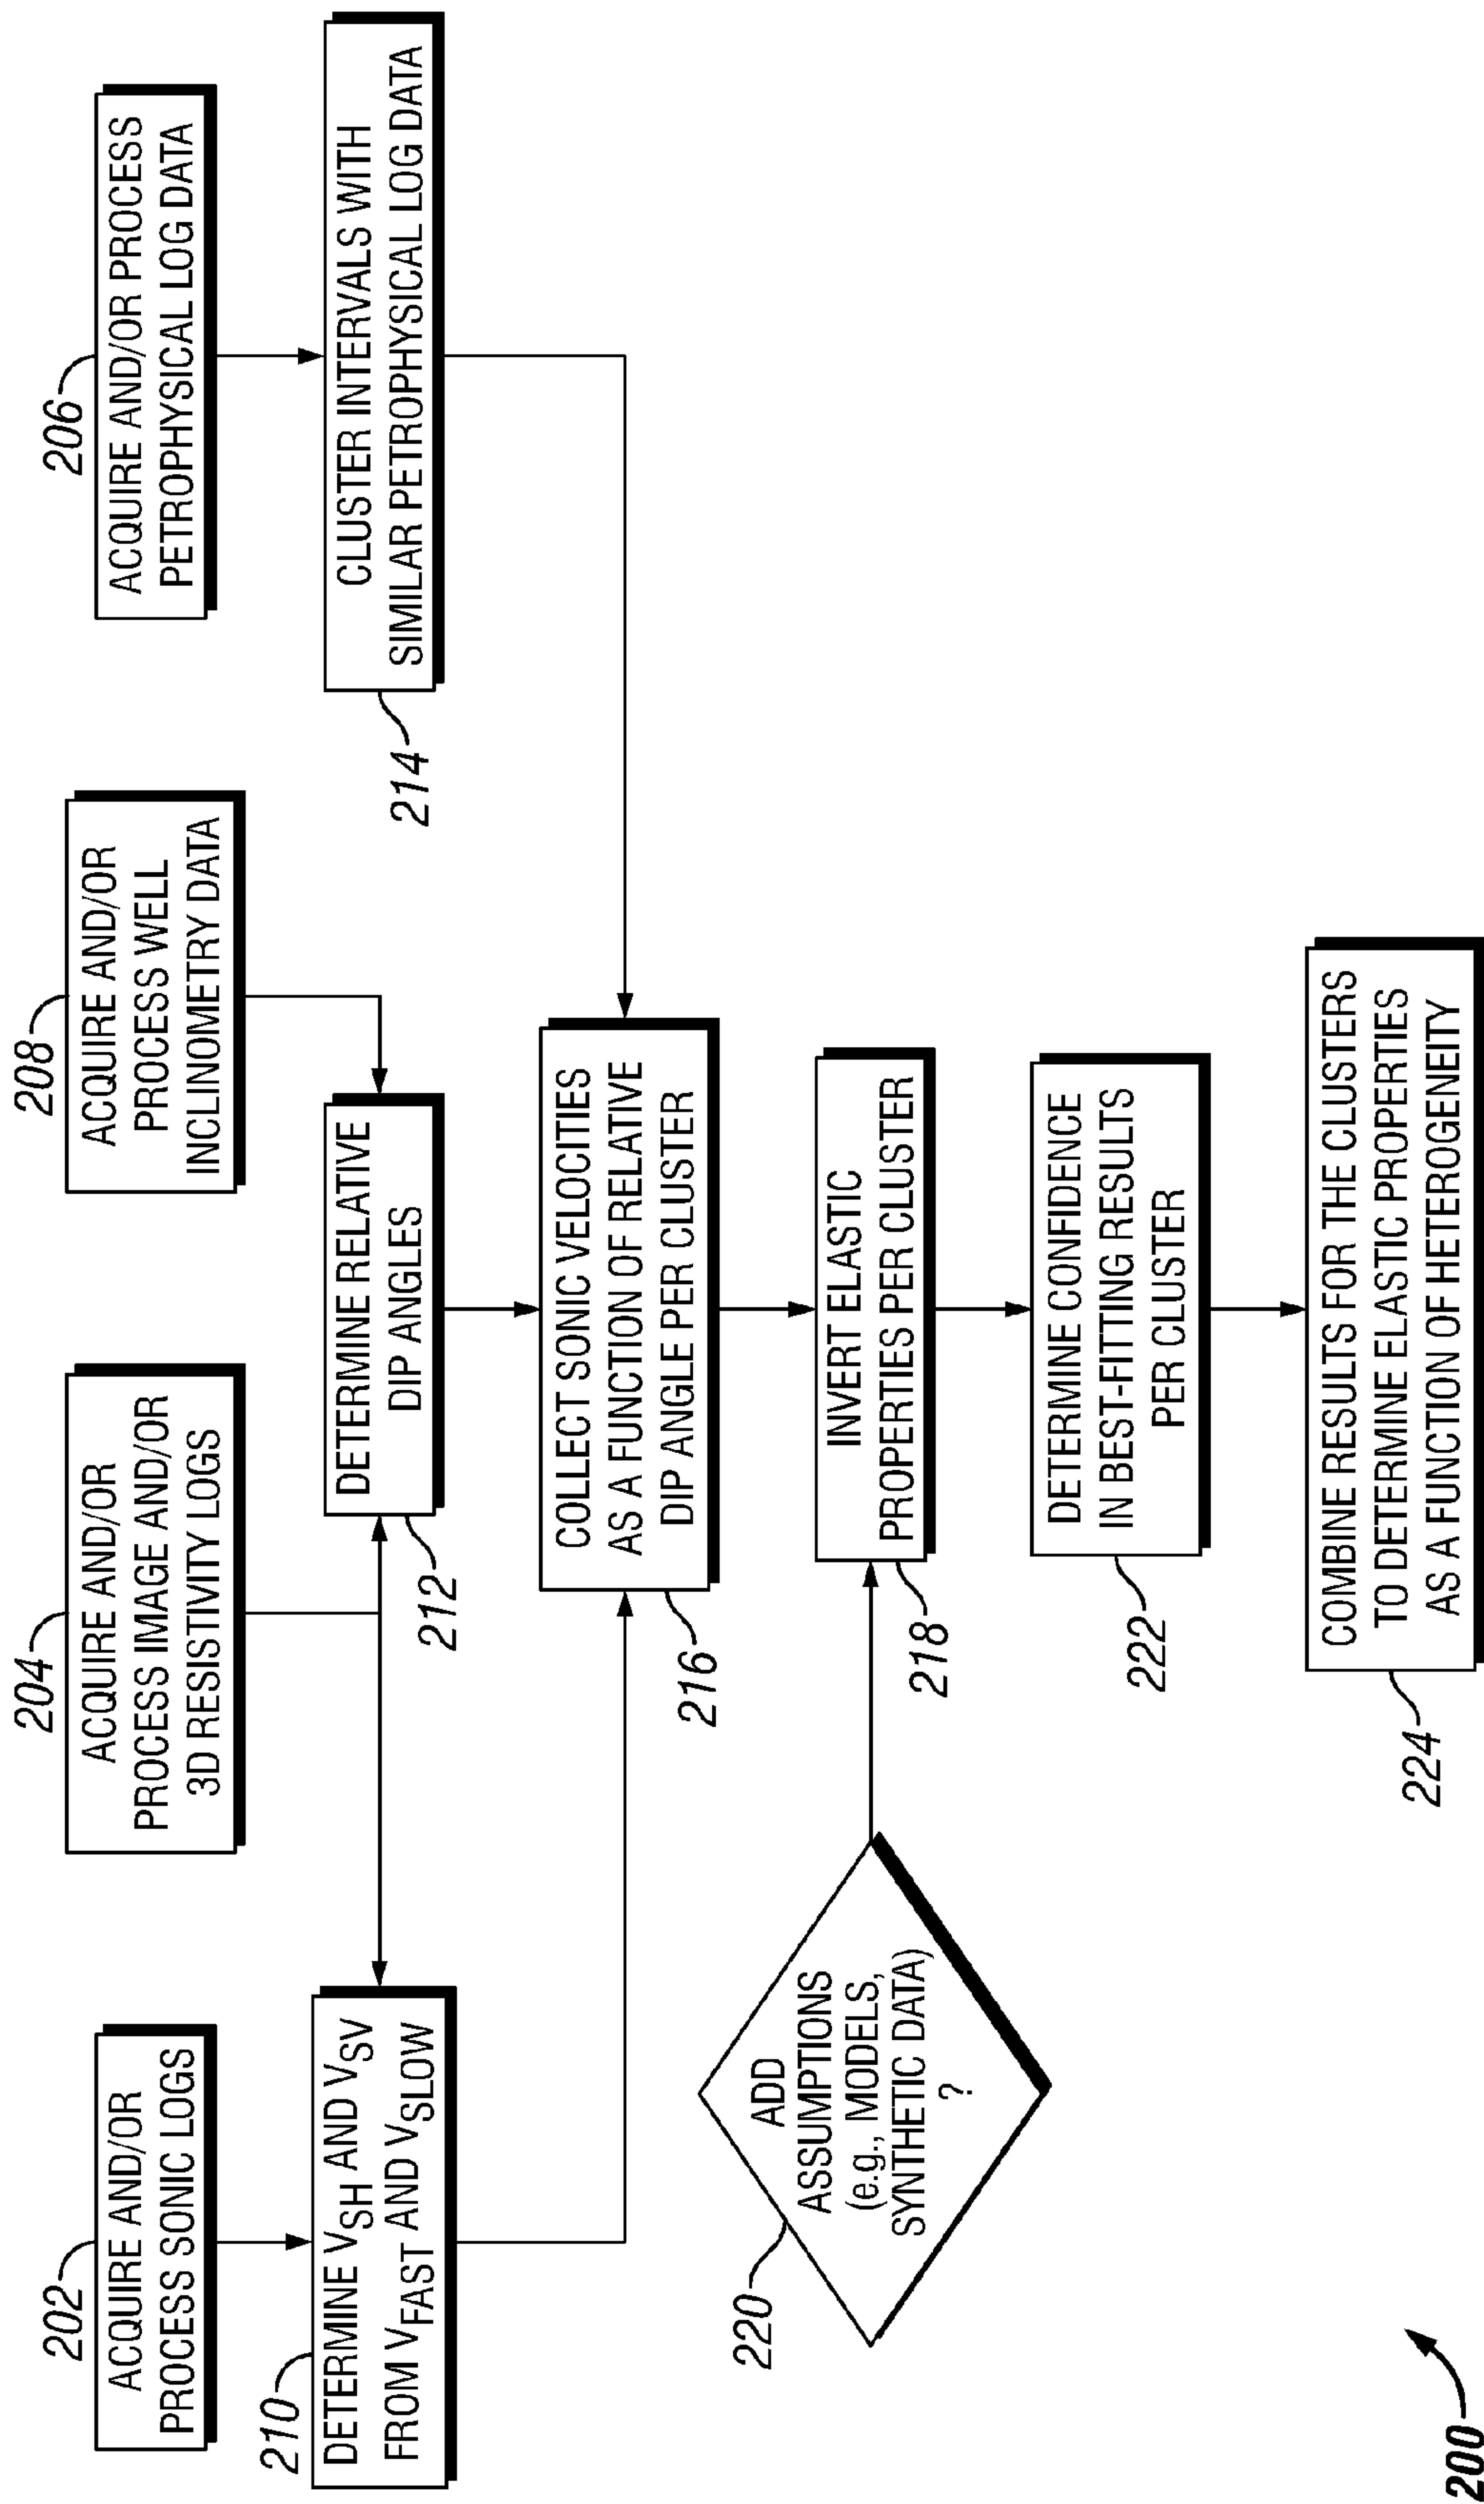 202
ACQUIRE AND/OR
PROCESS SONIC LOGS
204
ACQUIRE AND/OR
PROCESS IMAGE AND/OR
3D RESISTIVITY LOGS
208
ACQUIRE AND/OR
PROCESS WELL
INCLINOMETRY DATA
206
ACQUIRE AND/OR PROCESS
PETROPHYSICAL LOG DATA
210
DETERMINE VSH AND VSV
FROM VFAST AND VSLOW
212
DETERMINE RELATIVE
DIP ANGLES
214
CLUSTER INTERVALS WITH
SIMILAR PETROPHYSICAL LOG DATA
216
COLLECT SONIC VELOCITIES
AS A FUNCTION OF RELATIVE
DIP ANGLE PER CLUSTER
220
ADD
ASSUMPTIONS
(e.g., MODELS,
SYNTHETIC DATA)
?
218
INVERT ELASTIC
PROPERTIES PER CLUSTER
222
DETERMINE CONFIDENCE
IN BEST-FITTING RESULTS
PER CLUSTER
224
COMBINE RESULTS FOR THE CLUSTERS
TO DETERMINE ELASTIC PROPERTIES
AS A FUNCTION OF HETEROGENEITY
200